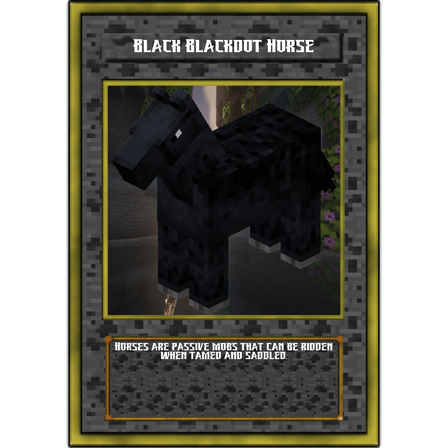 Black Blackdot Horse
Horses are passive mobs that can be ridden
when tamed and saddled.